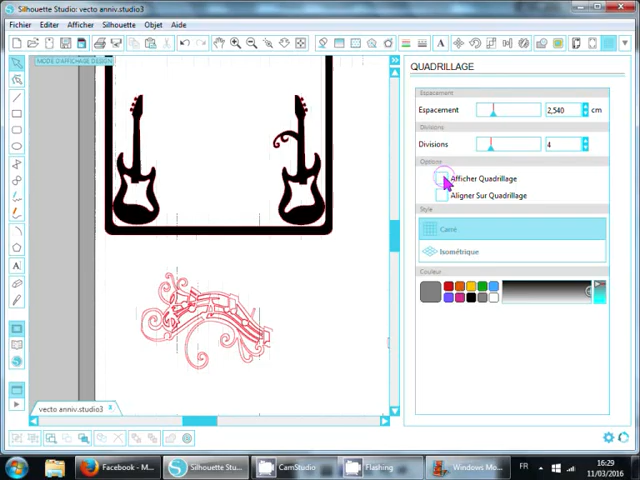 Silhouette Studio: vecto anniv.studio3
Fichier Editer Afficher Silhouette Objet Aide
MODE D'AFFICHAGE DESIGN
QUADRILLAGE
Espacement
Espacement 2,540 cm
Divisions
Divisions 4
Options
Afficher Quadrillage
Aligner Sur Quadrillage
Style
Carré
Isométrique
Couleur
vecto anniv.studio3 x
Facebook - M... Silhouette Stu... CamStudio Flashing Windows Mo... FR 16:29
11/03/2016